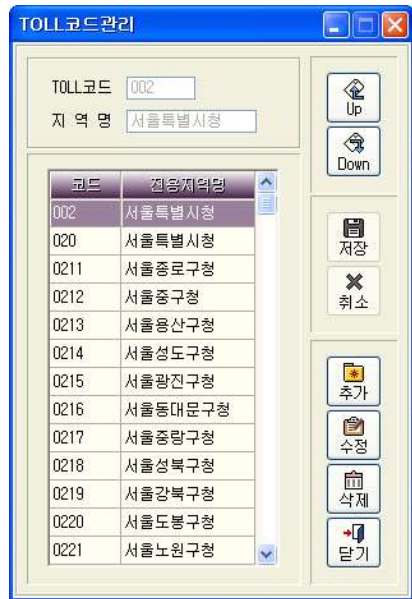 TOLL코드관리
TOLL코드 002
지 역 명 서울특별시청
Up
Down
코드 전용지역명
002 서울특별시청
020 서울특별시청
0211 서울종로구청
0212 서울중구청
0213 서울용산구청
0214 서울성도구청
0215 서울광진구청
0216 서울동대문구청
0217 서울중랑구청
0218 서울성북구청
0219 서울강북구청
0220 서울도봉구청
0221 서울노원구청
저장
취소
추가
수정
삭제
닫기